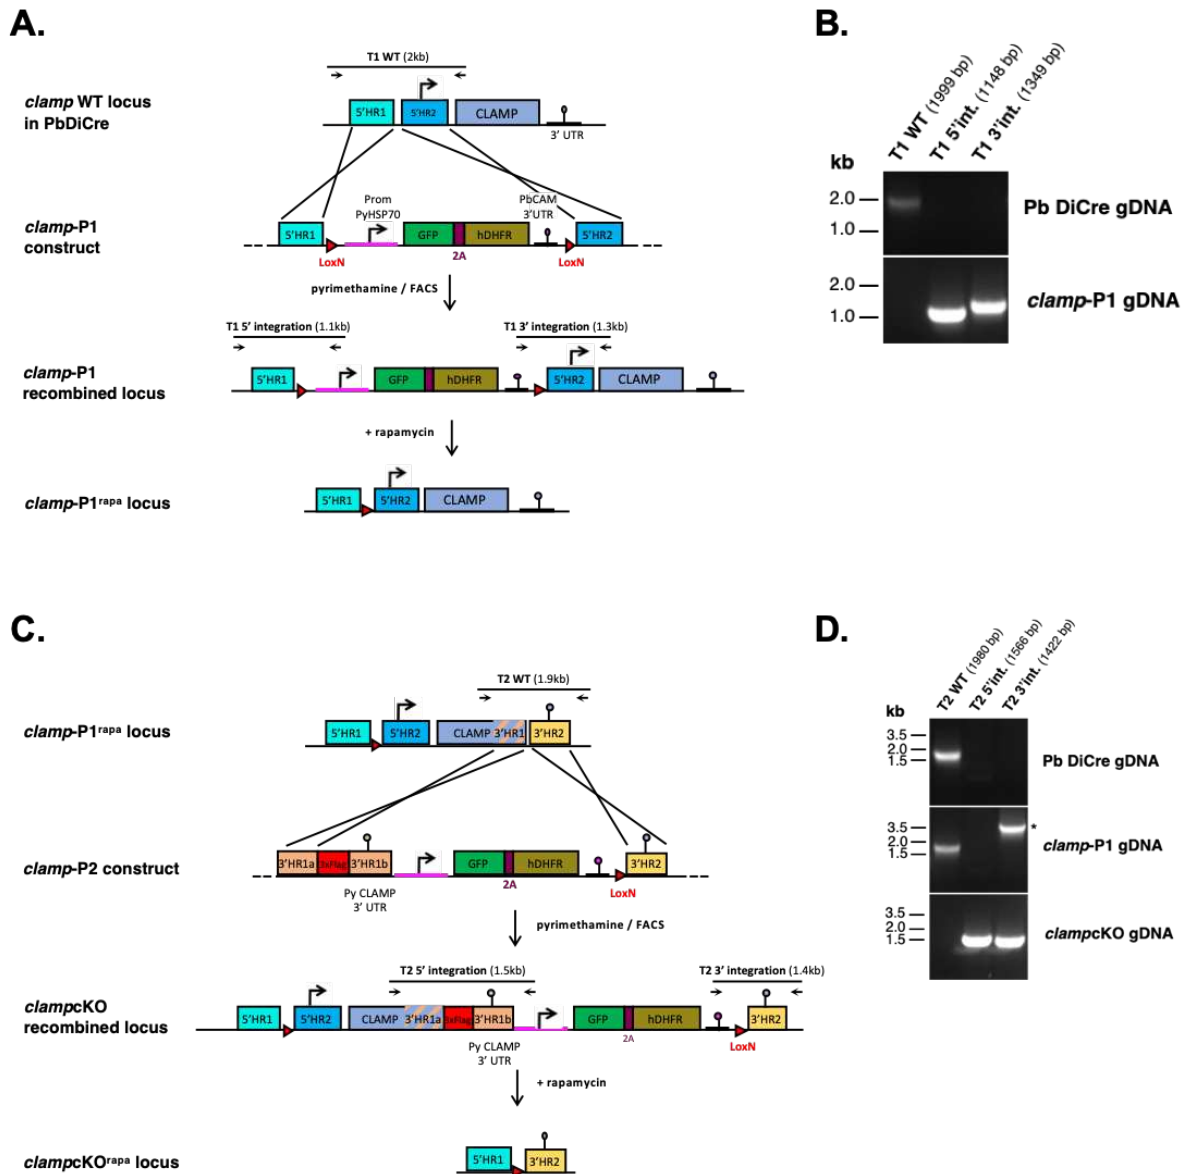 A.
T1 WT (2kb)
clamp WT locus
in PbDiCre
5'HR1
5'HR2
CLAMP
3' UTR
Prom
PyHSP70
PbCAM
3'UTR
clamp-P1
construct
5'HR1
GFP
hDHFR
5'HR2
LoxN
2A
LoxN
pyrimethamine / FACS
T1 5' integration (1.1kb)
T1 3' integration (1.3kb)
clamp-P1
recombined locus
5'HR1
GFP
hDHFR
5'HR2
CLAMP
+ rapamycin
clamp-P1rapa locus
5'HR1
5'HR2
CLAMP
B.
T1 WT (1999 bp)
T1 5'int. (1148 bp)
T1 3'int. (1349 bp)
kb
2.0
1.0
Pb DiCre gDNA
2.0
1.0
clamp-P1 gDNA
C.
T2 WT (1.9kb)
clamp-P1rapa locus
5'HR1
5'HR2
CLAMP
3'HR1
3'HR2
clamp-P2 construct
3'HR1a
3xFlag
3'HR1b
GFP
hDHFR
3'HR2
Py CLAMP
3' UTR
2A
LoxN
pyrimethamine / FACS
T2 5' integration (1.5kb)
T2 3' integration (1.4kb)
clampcKO
recombined locus
5'HR1
5'HR2
CLAMP
3'HR1a
3xFlag
3'HR1b
GFP
hDHFR
3'HR2
Py CLAMP
3' UTR
2A
LoxN
+ rapamycin
clampcKOrapa locus
5'HR1
3'HR2
D.
T2 WT (1980 bp)
T2 5'int. (1566 bp)
T2 3'int. (1422 bp)
kb
3.5
2.0
1.5
Pb DiCre gDNA
3.5
2.0
1.5
*
clamp-P1 gDNA
3.5
2.0
1.5
clampcKO gDNA